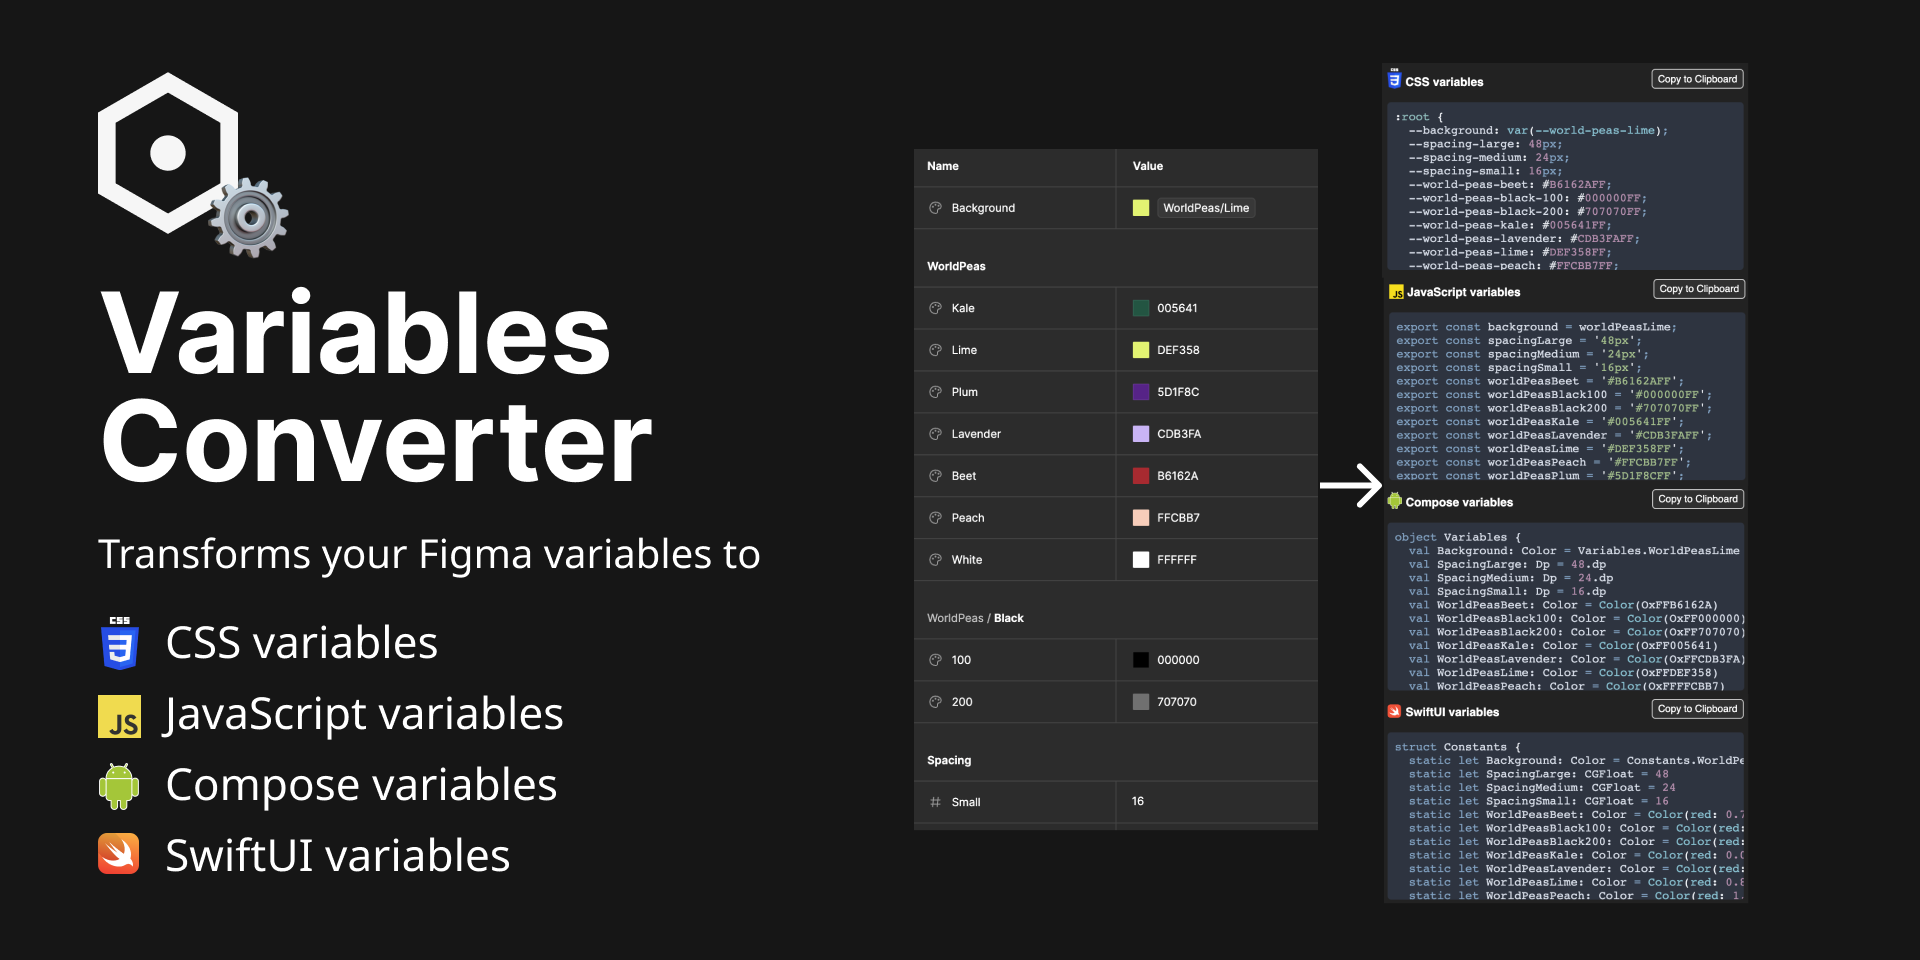 Variables
Converter
Transforms your Figma variables to
CSS
CSS variables
JS
JavaScript variables
Compose variables
SwiftUI variables
Name Value
Background WorldPeas/Lime
WorldPeas
Kale 005641
Lime DEF358
Plum 5D1F8C
Lavender CDB3FA
Beet B6162A
Peach FFCBB7
White FFFFFF
WorldPeas / Black
100 000000
200 707070
Spacing
Small 16
CSS variables Copy to Clipboard
:root {
--background: var(--world-peas-lime);
--spacing-large: 48px;
--spacing-medium: 24px;
--spacing-small: 16px;
--world-peas-beet: #B6162AFF;
--world-peas-black-100: #000000FF;
--world-peas-black-200: #707070FF;
--world-peas-kale: #005641FF;
--world-peas-lavender: #CDB3FAFF;
--world-peas-lime: #DEF358FF;
--world-peas-peach: #FFCBB7FF;
JS JavaScript variables Copy to Clipboard
export const background = worldPeasLime;
export const spacingLarge = '48px';
export const spacingMedium = '24px';
export const spacingSmall = '16px';
export const worldPeasBeet = '#B6162AFF';
export const worldPeasBlack100 = '#000000FF';
export const worldPeasBlack200 = '#707070FF';
export const worldPeasKale = '#005641FF';
export const worldPeasLavender = '#CDB3FAFF';
export const worldPeasLime = '#DEF358FF';
export const worldPeasPeach = '#FFCBB7FF';
export const worldPeasPlum = '#5D1F8CFF';
Compose variables Copy to Clipboard
object Variables {
val Background: Color = Variables.WorldPeasLime
val SpacingLarge: Dp = 48.dp
val SpacingMedium: Dp = 24.dp
val SpacingSmall: Dp = 16.dp
val WorldPeasBeet: Color = Color(0xFFB6162A)
val WorldPeasBlack100: Color = Color(0xFF000000)
val WorldPeasBlack200: Color = Color(0xFF707070)
val WorldPeasKale: Color = Color(0xFF005641)
val WorldPeasLavender: Color = Color(0xFFCDB3FA)
val WorldPeasLime: Color = Color(0xFFDEF358)
val WorldPeasPeach: Color = Color(0xFFFFCBB7)
SwiftUI variables Copy to Clipboard
struct Constants {
static let Background: Color = Constants.WorldPe
static let SpacingLarge: CGFloat = 48
static let SpacingMedium: CGFloat = 24
static let SpacingSmall: CGFloat = 16
static let WorldPeasBeet: Color = Color(red: 0.7
static let WorldPeasBlack100: Color = Color(red:
static let WorldPeasBlack200: Color = Color(red:
static let WorldPeasKale: Color = Color(red: 0.0
static let WorldPeasLavender: Color = Color(red:
static let WorldPeasLime: Color = Color(red: 0.8
static let WorldPeasPeach: Color = Color(red: 1.